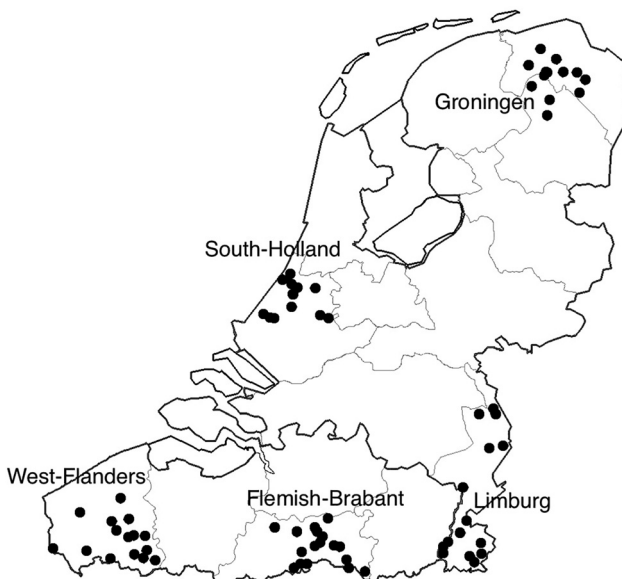 Groningen
South-Holland
West-Flanders
Flemish-Brabant
Limburg